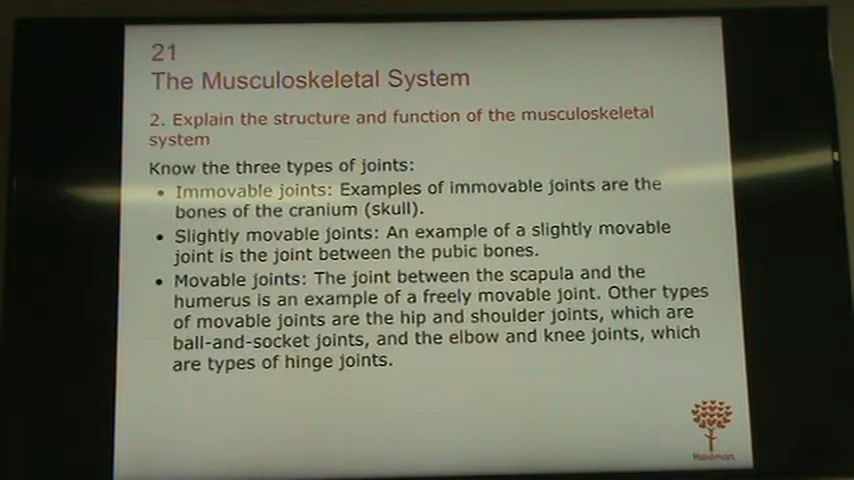 21
The Musculoskeletal System
2. Explain the structure and function of the musculoskeletal
system
Know the three types of joints:
• Immovable joints: Examples of immovable joints are the
bones of the cranium (skull).
• Slightly movable joints: An example of a slightly movable
joint is the joint between the pubic bones.
• Movable joints: The joint between the scapula and the
humerus is an example of a freely movable joint. Other types
of movable joints are the hip and shoulder joints, which are
ball-and-socket joints, and the elbow and knee joints, which
are types of hinge joints.
Hartman